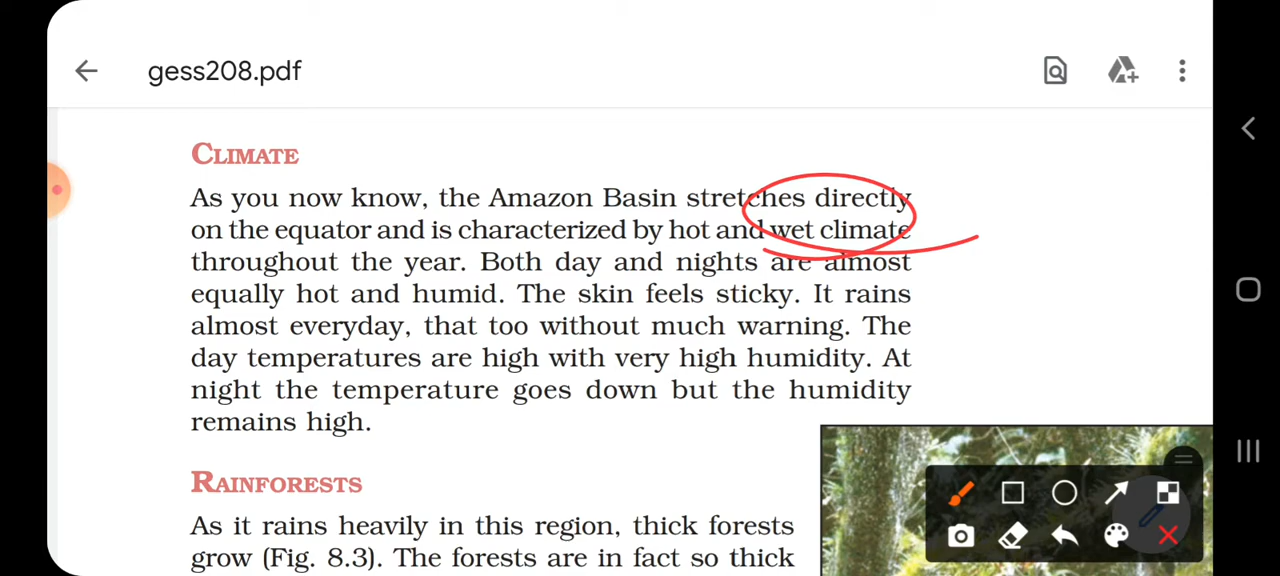 gess208.pdf
CLIMATE
As you now know, the Amazon Basin stretches directly
on the equator and is characterized by hot and wet climate
throughout the year. Both day and nights are almost
equally hot and humid. The skin feels sticky. It rains
almost everyday, that too without much warning. The
day temperatures are high with very high humidity. At
night the temperature goes down but the humidity
remains high.
RAINFORESTS
As it rains heavily in this region, thick forests
grow (Fig. 8.3). The forests are in fact so thick